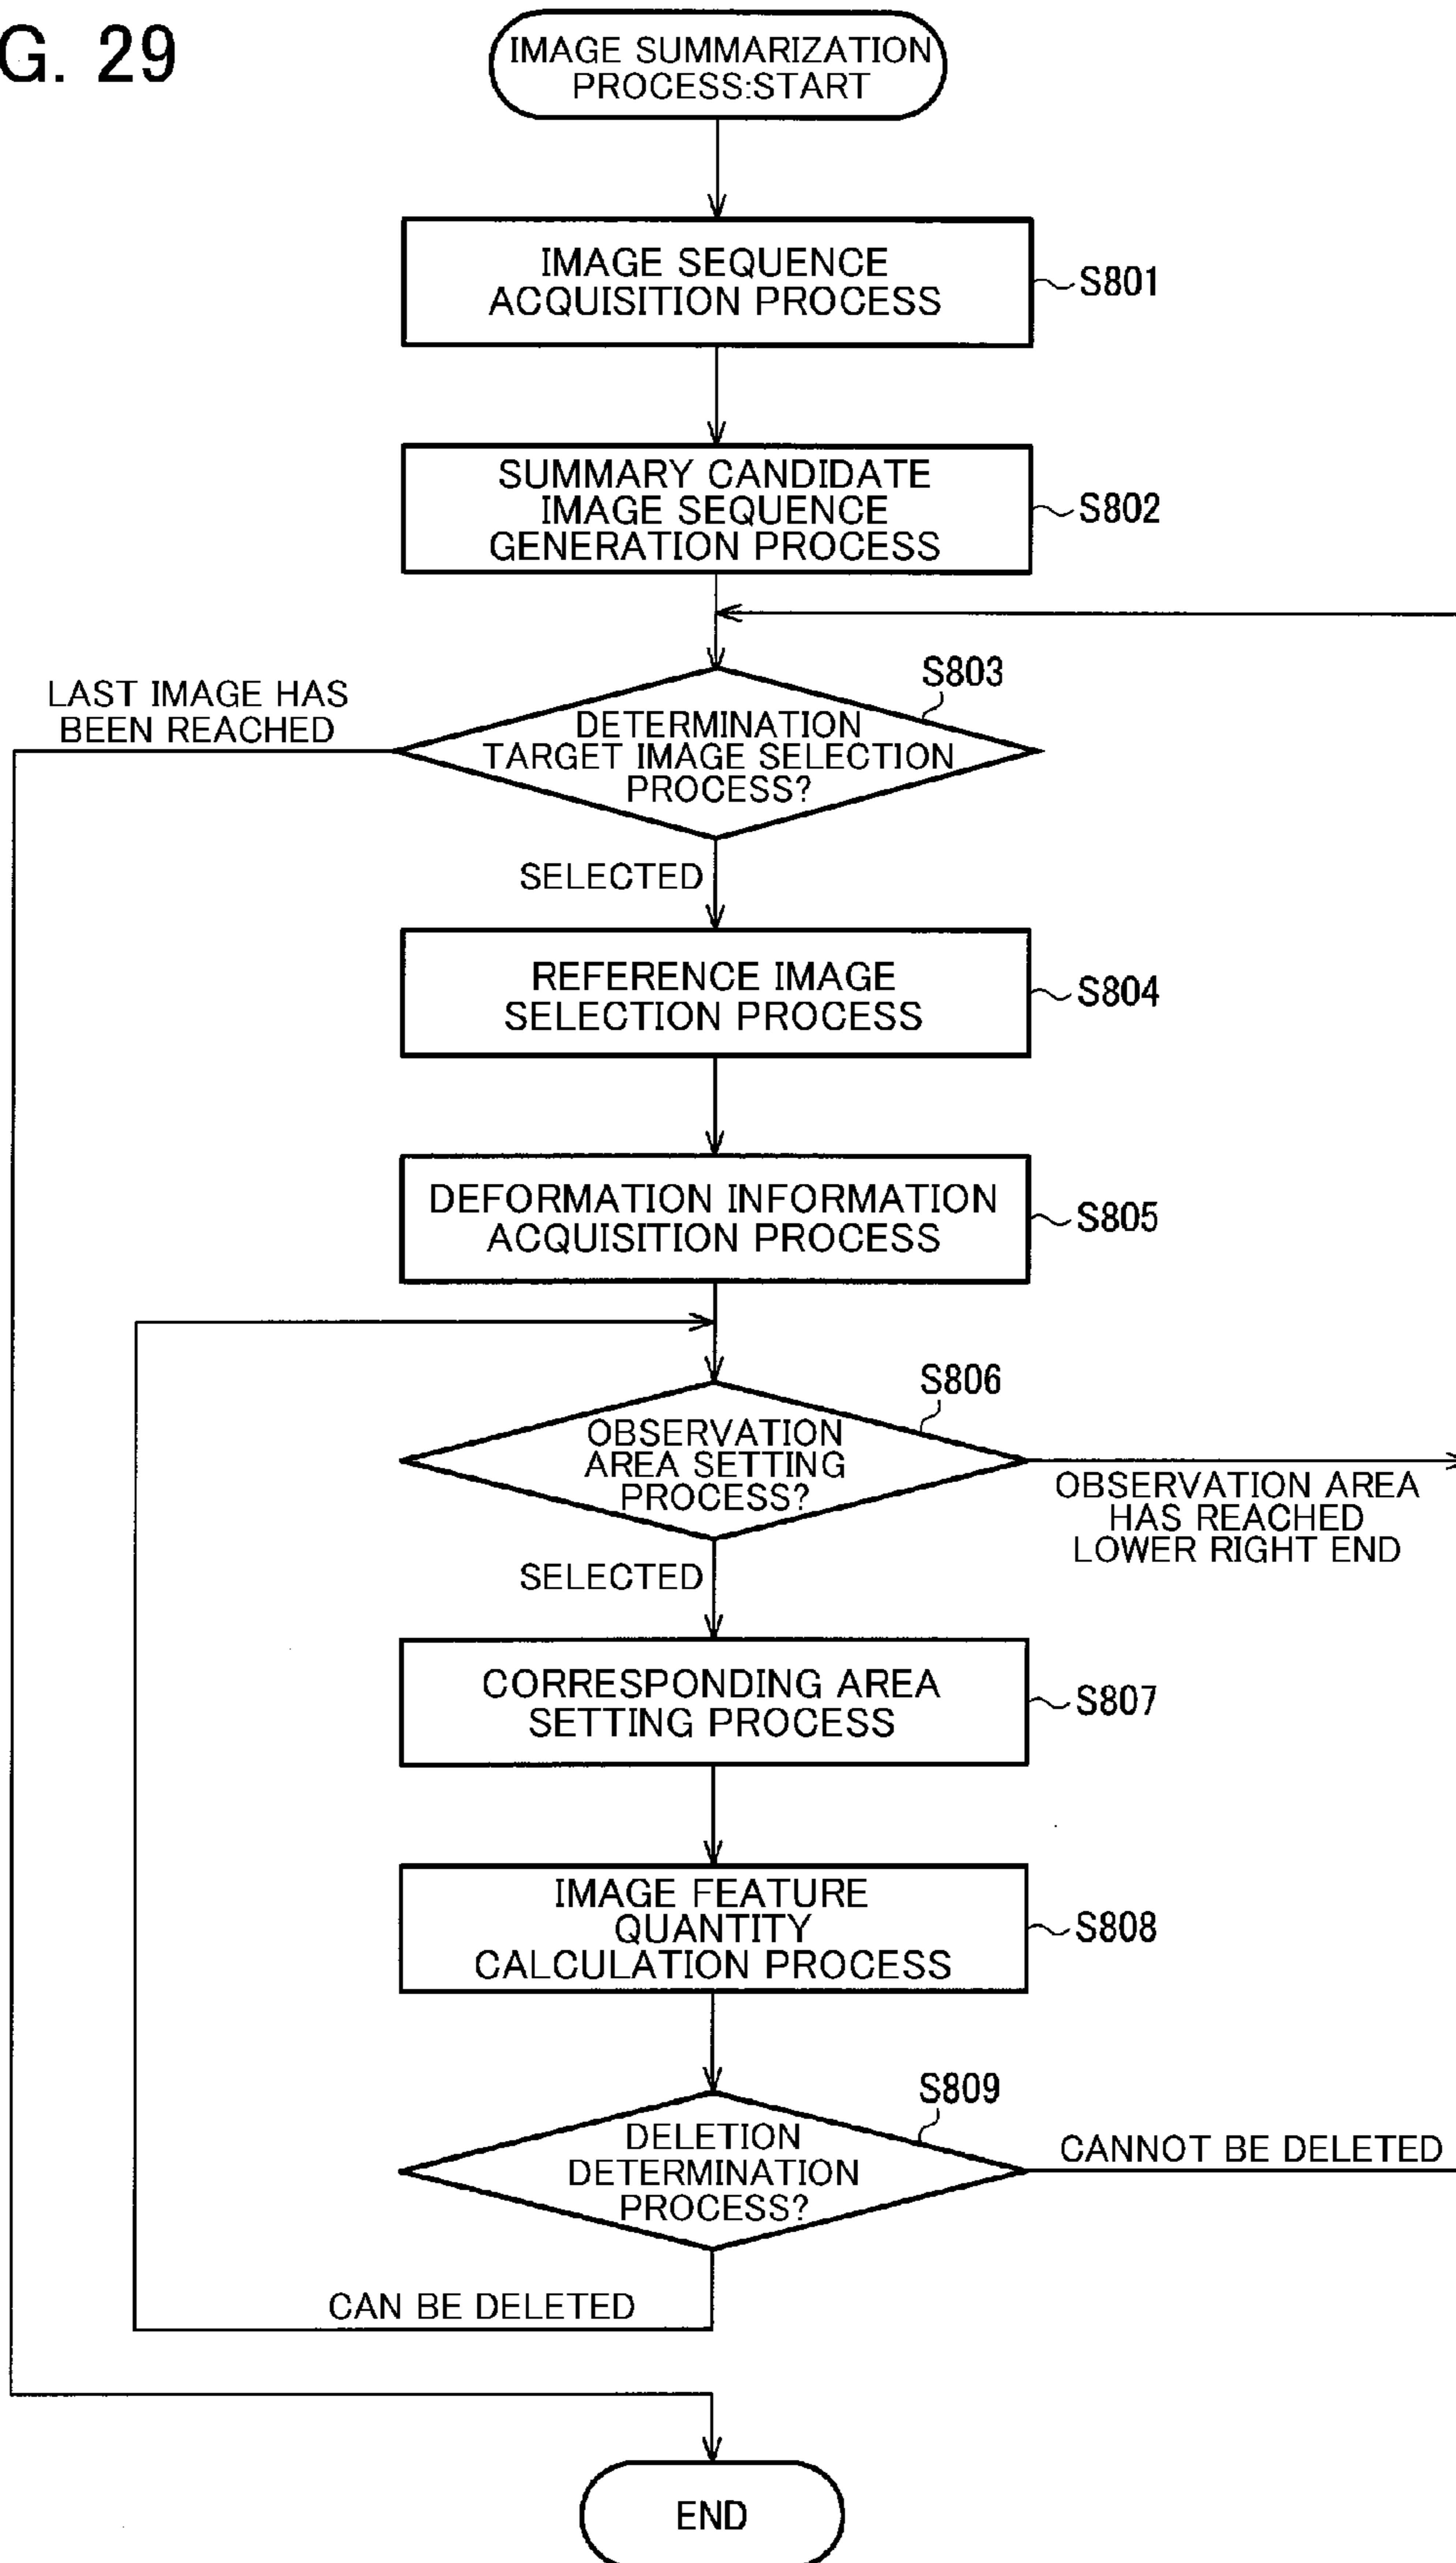 G. 29
IMAGE SUMMARIZATION
PROCESS:START
IMAGE SEQUENCE
ACQUISITION PROCESS
S801
SUMMARY CANDIDATE
IMAGE SEQUENCE
GENERATION PROCESS
S802
S803
LAST IMAGE HAS
BEEN REACHED
DETERMINATION
TARGET IMAGE SELECTION
PROCESS?
SELECTED
REFERENCE IMAGE
SELECTION PROCESS
S804
DEFORMATION INFORMATION
ACQUISITION PROCESS
S805
S806
OBSERVATION
AREA SETTING
PROCESS?
OBSERVATION AREA
HAS REACHED
LOWER RIGHT END
SELECTED
CORRESPONDING AREA
SETTING PROCESS
S807
IMAGE FEATURE
QUANTITY
CALCULATION PROCESS
S808
S809
DELETION
DETERMINATION
PROCESS?
CANNOT BE DELETED
CAN BE DELETED
END